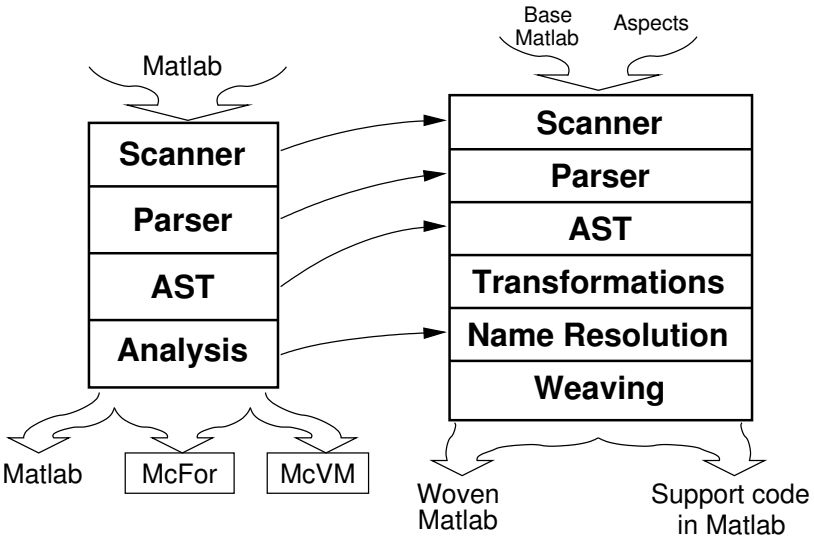 Matlab
Scanner
Parser
AST
Analysis
Matlab
McFor
McVM
Base
Matlab
Aspects
Scanner
Parser
AST
Transformations
Name Resolution
Weaving
Woven
Matlab
Support code
in Matlab